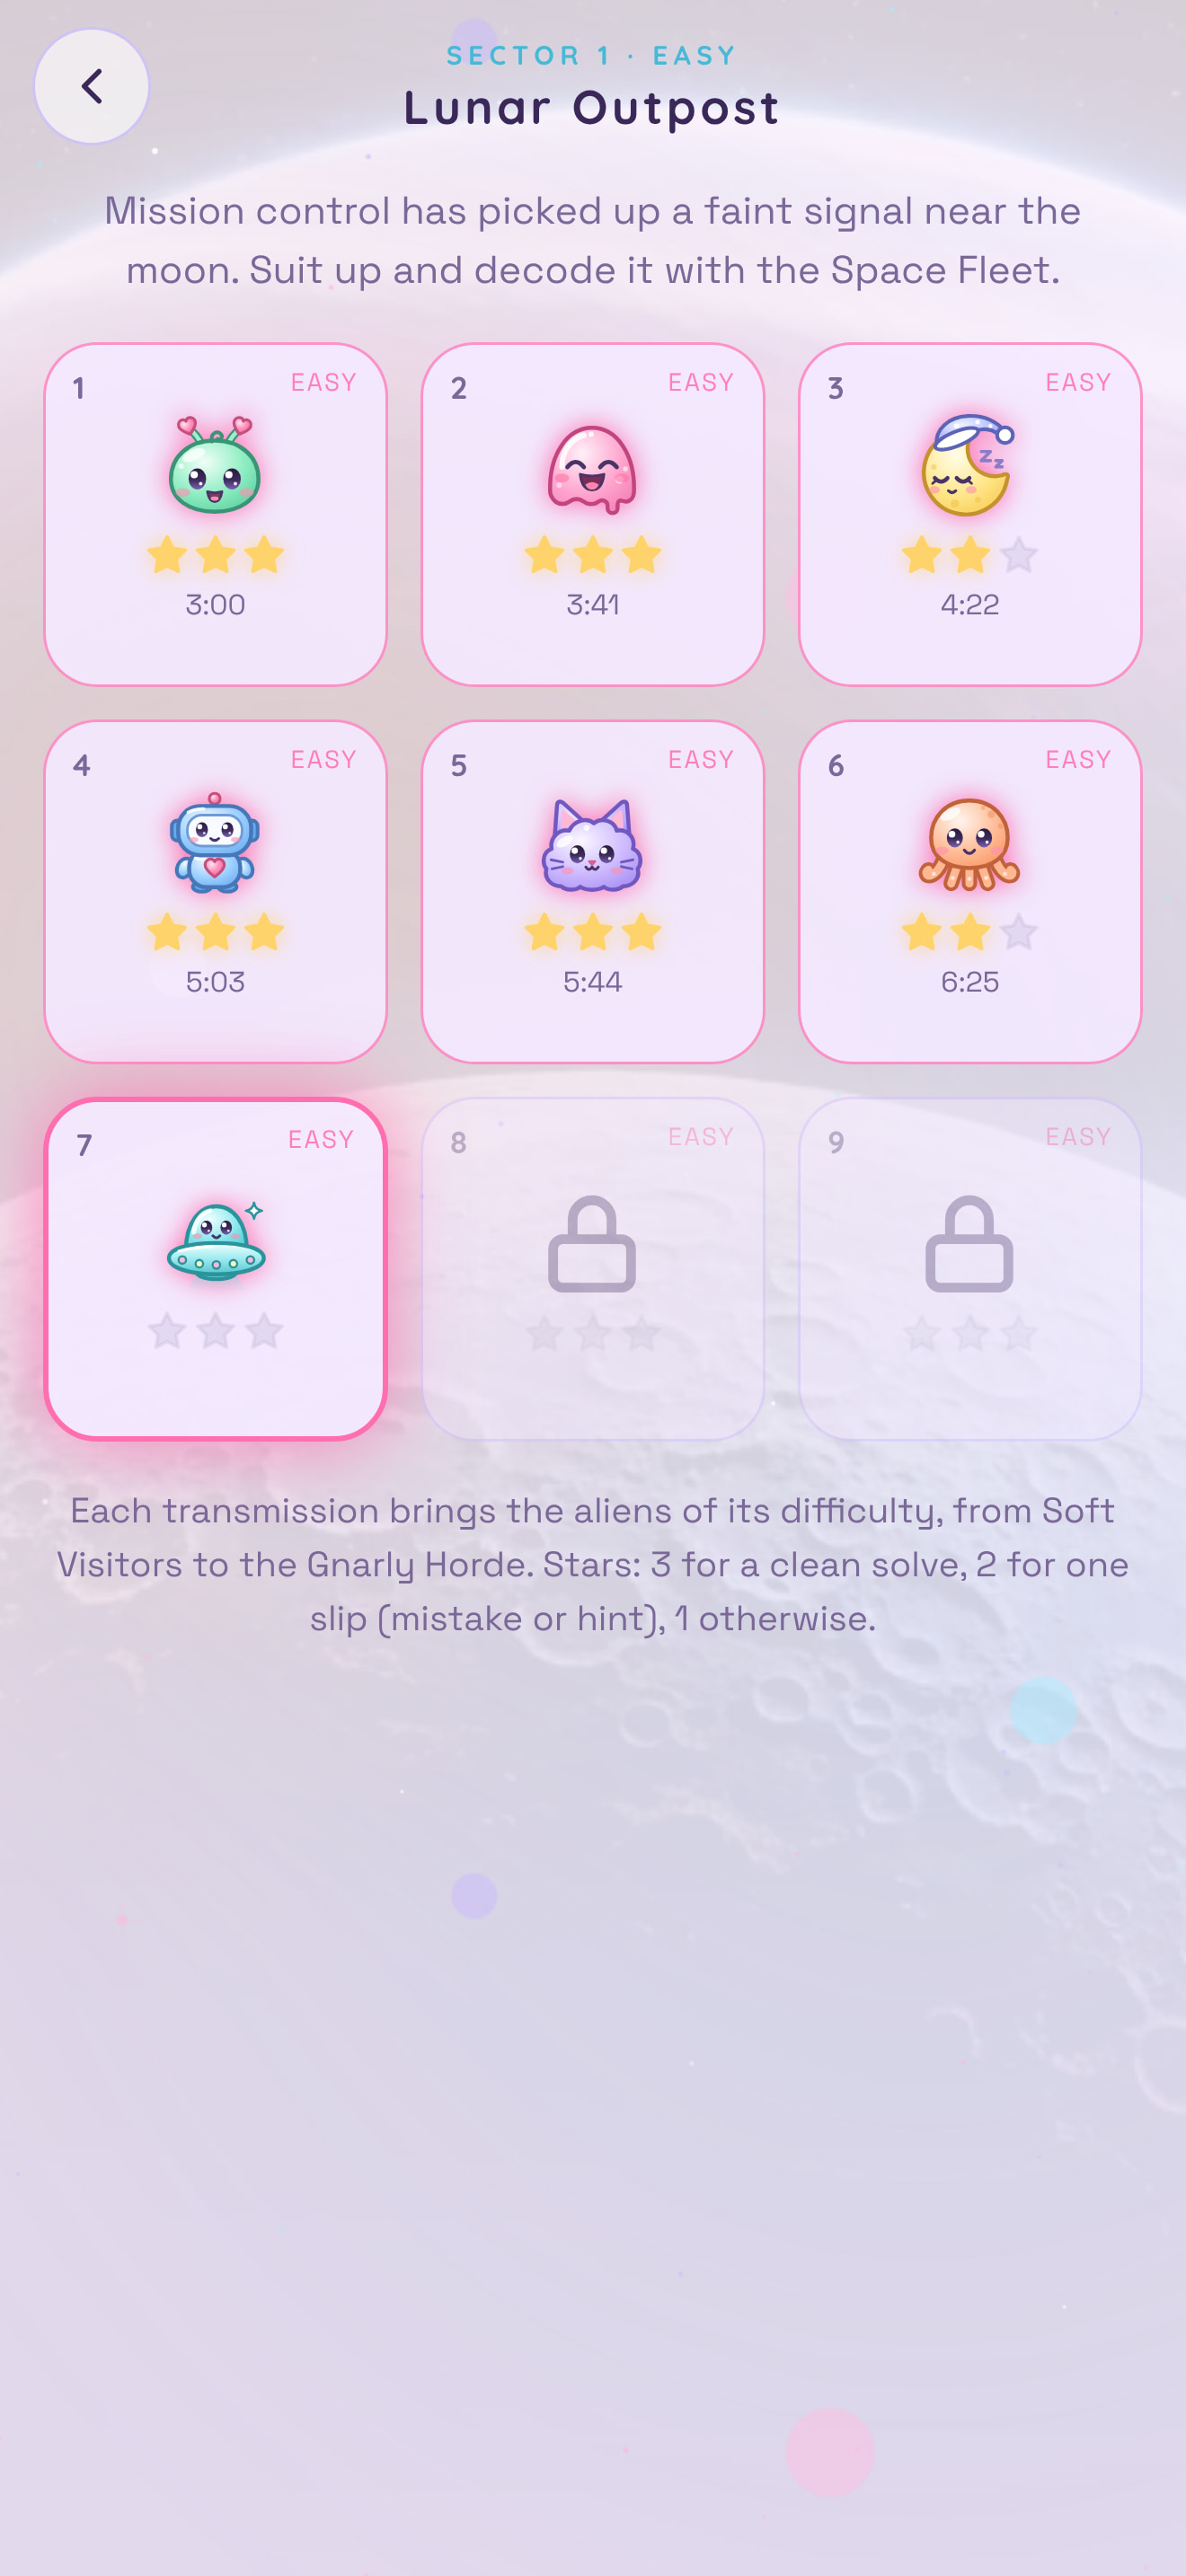 SECTOR 1 · EASY
Lunar Outpost
Mission control has picked up a faint signal near the
moon. Suit up and decode it with the Space Fleet.
1 EASY
3:00
2 EASY
3:41
3 EASY
z z
4:22
4 EASY
5:03
5 EASY
5:44
6 EASY
6:25
7 EASY
8 EASY
9 EASY
Each transmission brings the aliens of its difficulty, from Soft
Visitors to the Gnarly Horde. Stars: 3 for a clean solve, 2 for one
slip (mistake or hint), 1 otherwise.